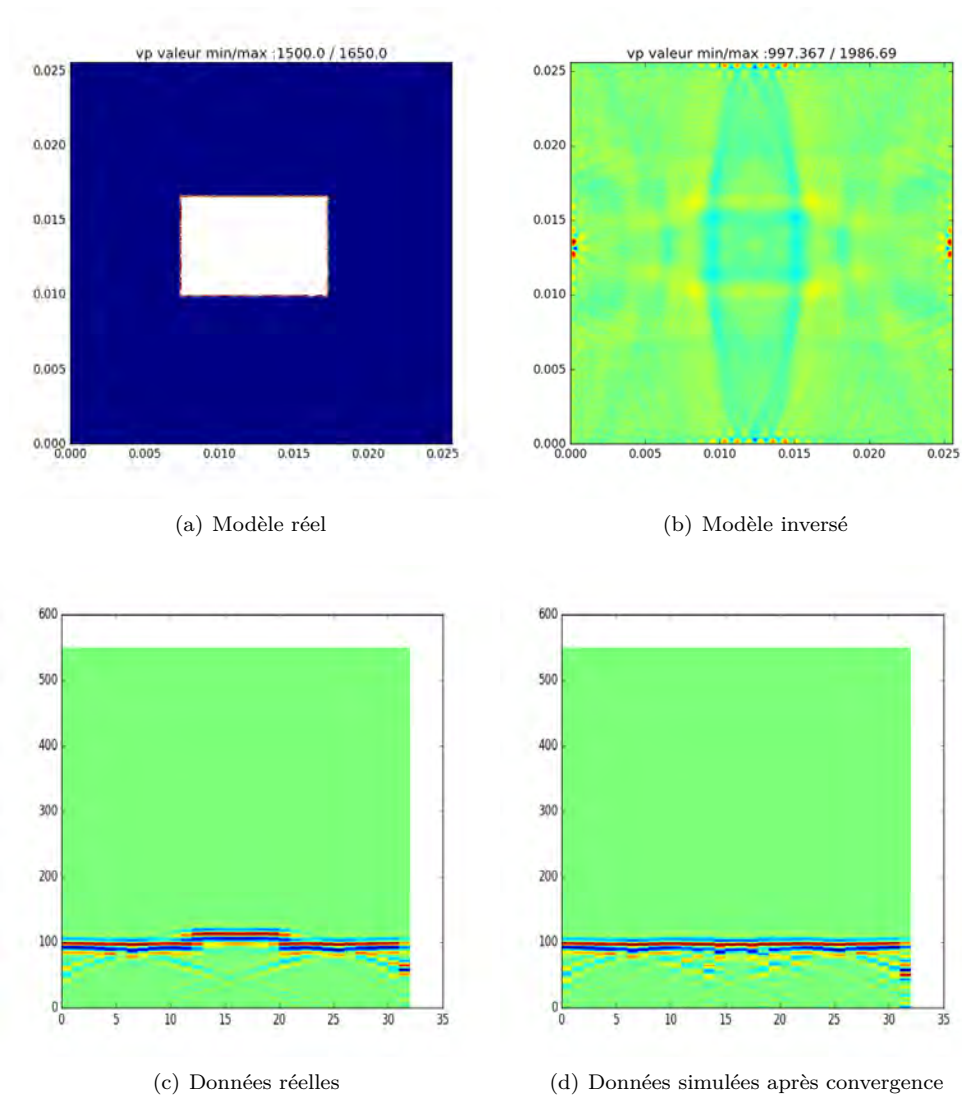 vp valeur min/max :1500.0 / 1650.0
0.025
0.020
0.015
0.010
0.005
0.000
0.000 0.005 0.010 0.015 0.020 0.025
(a) Modèle réel
vp valeur min/max :997.367 / 1986.69
0.025
0.020
0.015
0.010
0.005
0.000
0.000 0.005 0.010 0.015 0.020 0.025
(b) Modèle inversé
600
500
400
300
200
100
0
0 5 10 15 20 25 30 35
(c) Données réelles
600
500
400
300
200
100
0
0 5 10 15 20 25 30 35
(d) Données simulées après convergence